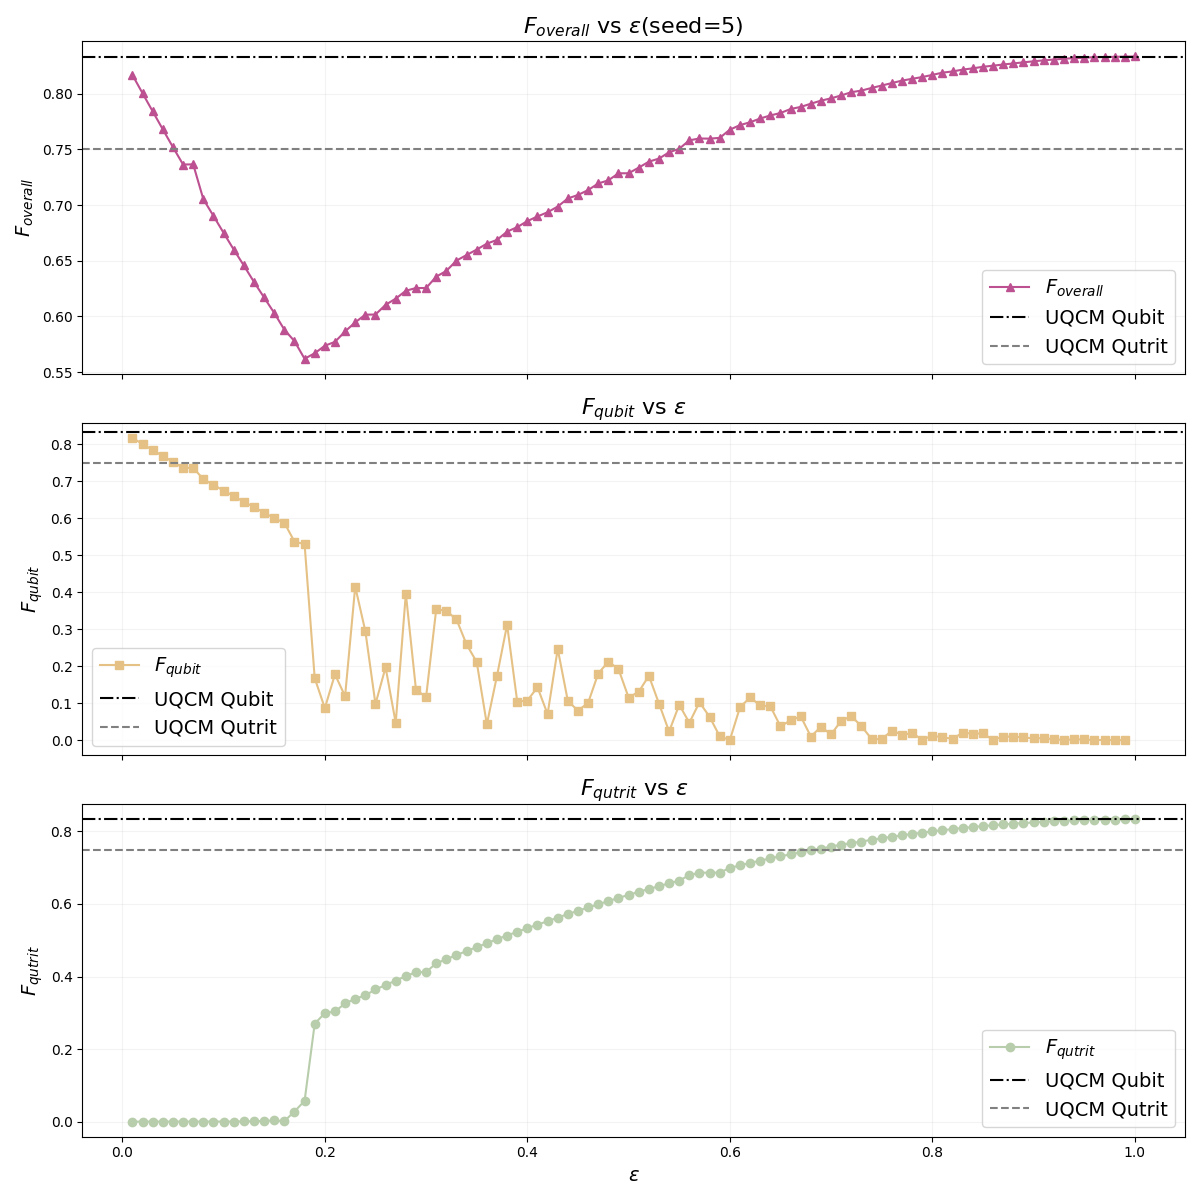 F_overall vs ε(seed=5)
F_overall
0.80
0.75
0.70
0.65
0.60
0.55
F_overall
UQCM Qubit
UQCM Qutrit
F_qubit vs ε
F_qubit
0.8
0.7
0.6
0.5
0.4
0.3
0.2
0.1
0.0
F_qubit
UQCM Qubit
UQCM Qutrit
F_qutrit vs ε
F_qutrit
0.8
0.6
0.4
0.2
0.0
F_qutrit
UQCM Qubit
UQCM Qutrit
0.0 0.2 0.4 0.6 0.8 1.0
ε